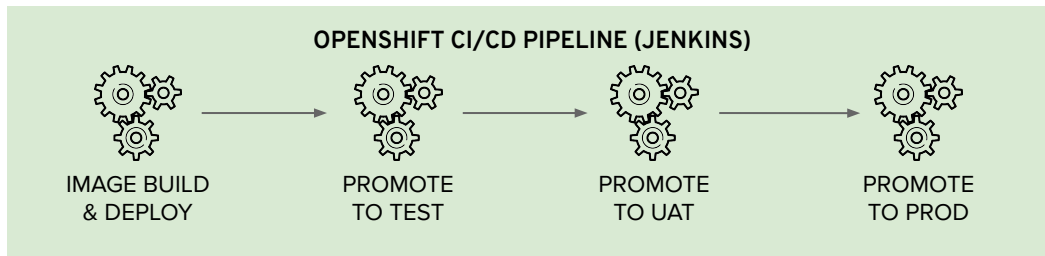 OPENSHIFT CI/CD PIPELINE (JENKINS)
IMAGE BUILD
& DEPLOY
PROMOTE
TO TEST
PROMOTE
TO UAT
PROMOTE
TO PROD